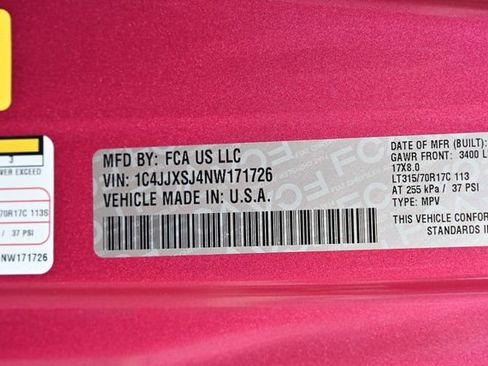 3
VER EXCEED
70R17C 113S
/ 37 PSI
NW171726
MFD BY: FCA US LLC
VIN: 1C4JJXSJ4NW171726
VEHICLE MADE IN: U.S.A.
DATE OF MFR (BUILT):
GAWR FRONT: 3400 L
17X8.0
LT315/70R17C 113
AT 255 kPa / 37 PSI
TYPE: MPV
THIS VEHICLE CONFOR
STANDARDS IN